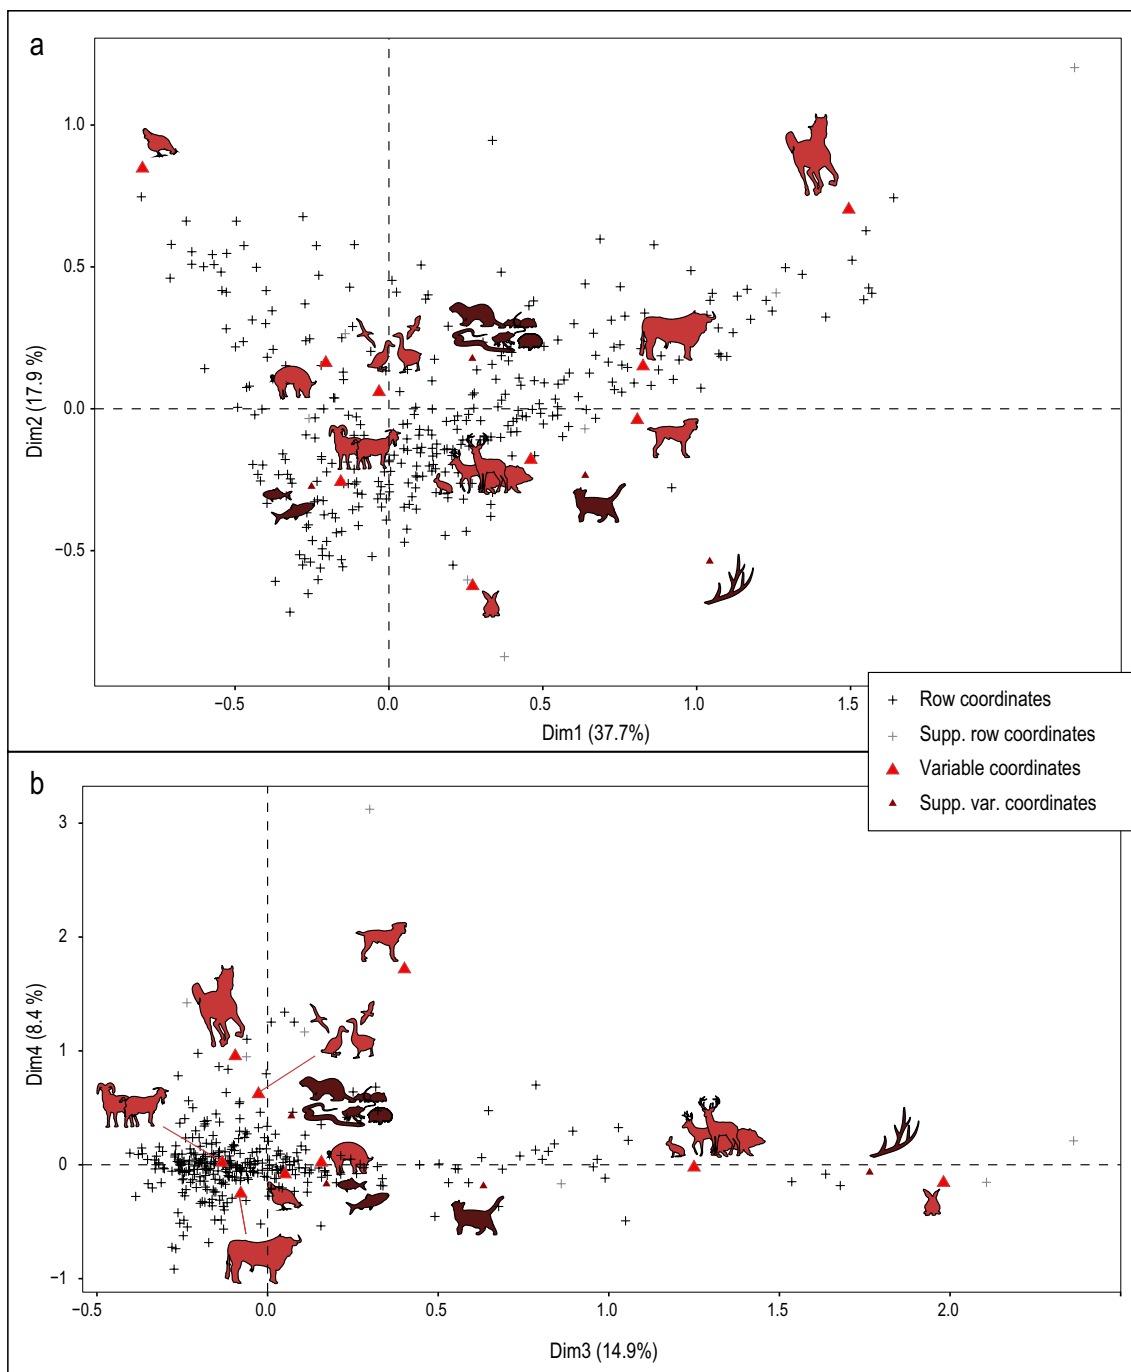 a
1.0
0.5
0.0
−0.5
Dim2 (17.9 %)
−0.5
0.0
0.5
1.0
1.5
Dim1 (37.7%)
Row coordinates
Supp. row coordinates
Variable coordinates
Supp. var. coordinates
b
3
2
1
0
−1
Dim4 (8.4 %)
−0.5
0.0
0.5
1.0
1.5
2.0
Dim3 (14.9%)